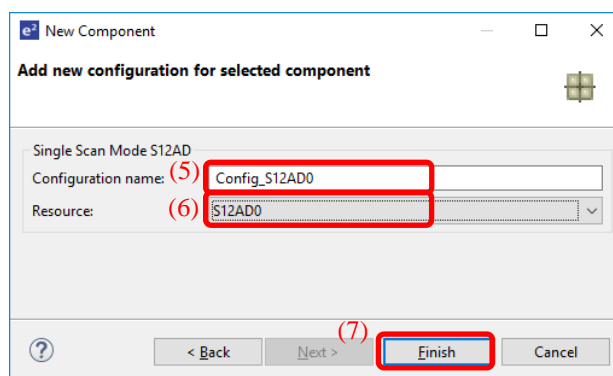 e² New Component
Add new configuration for selected component
Single Scan Mode S12AD
Configuration name: (5) Config_S12AD0
Resource: (6) S12AD0
(7)
? < Back Next > Finish Cancel